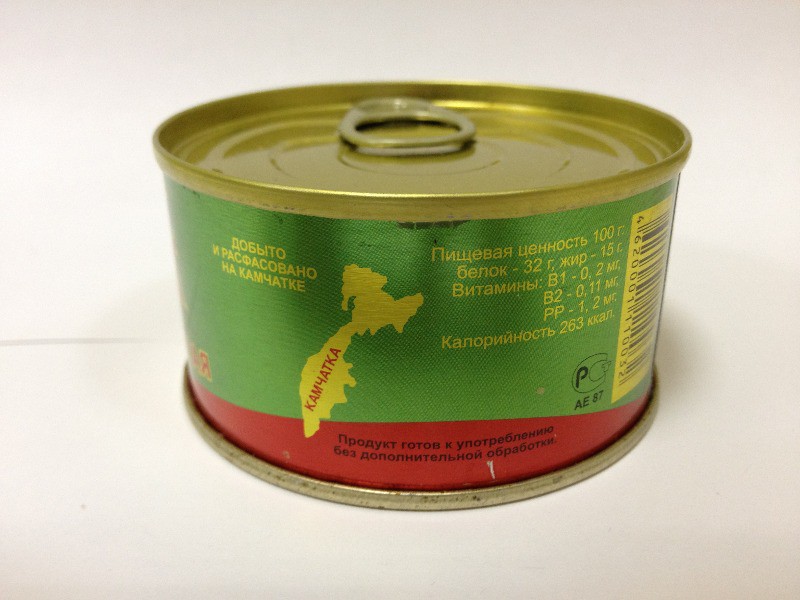 ДОБЫТО
И РАСФАСОВАНО
НА КАМЧАТКЕ
КАМЧАТКА
Пищевая ценность 100 г:
белок - 32 г, жир - 15 г.
Витамины: В1 - 0, 2 мг,
В2 - 0,11 мг,
РР - 1, 2 мг.
Калорийность 263 ккал.
АЕ 87
Продукт готов к употреблению
без дополнительной обработки.